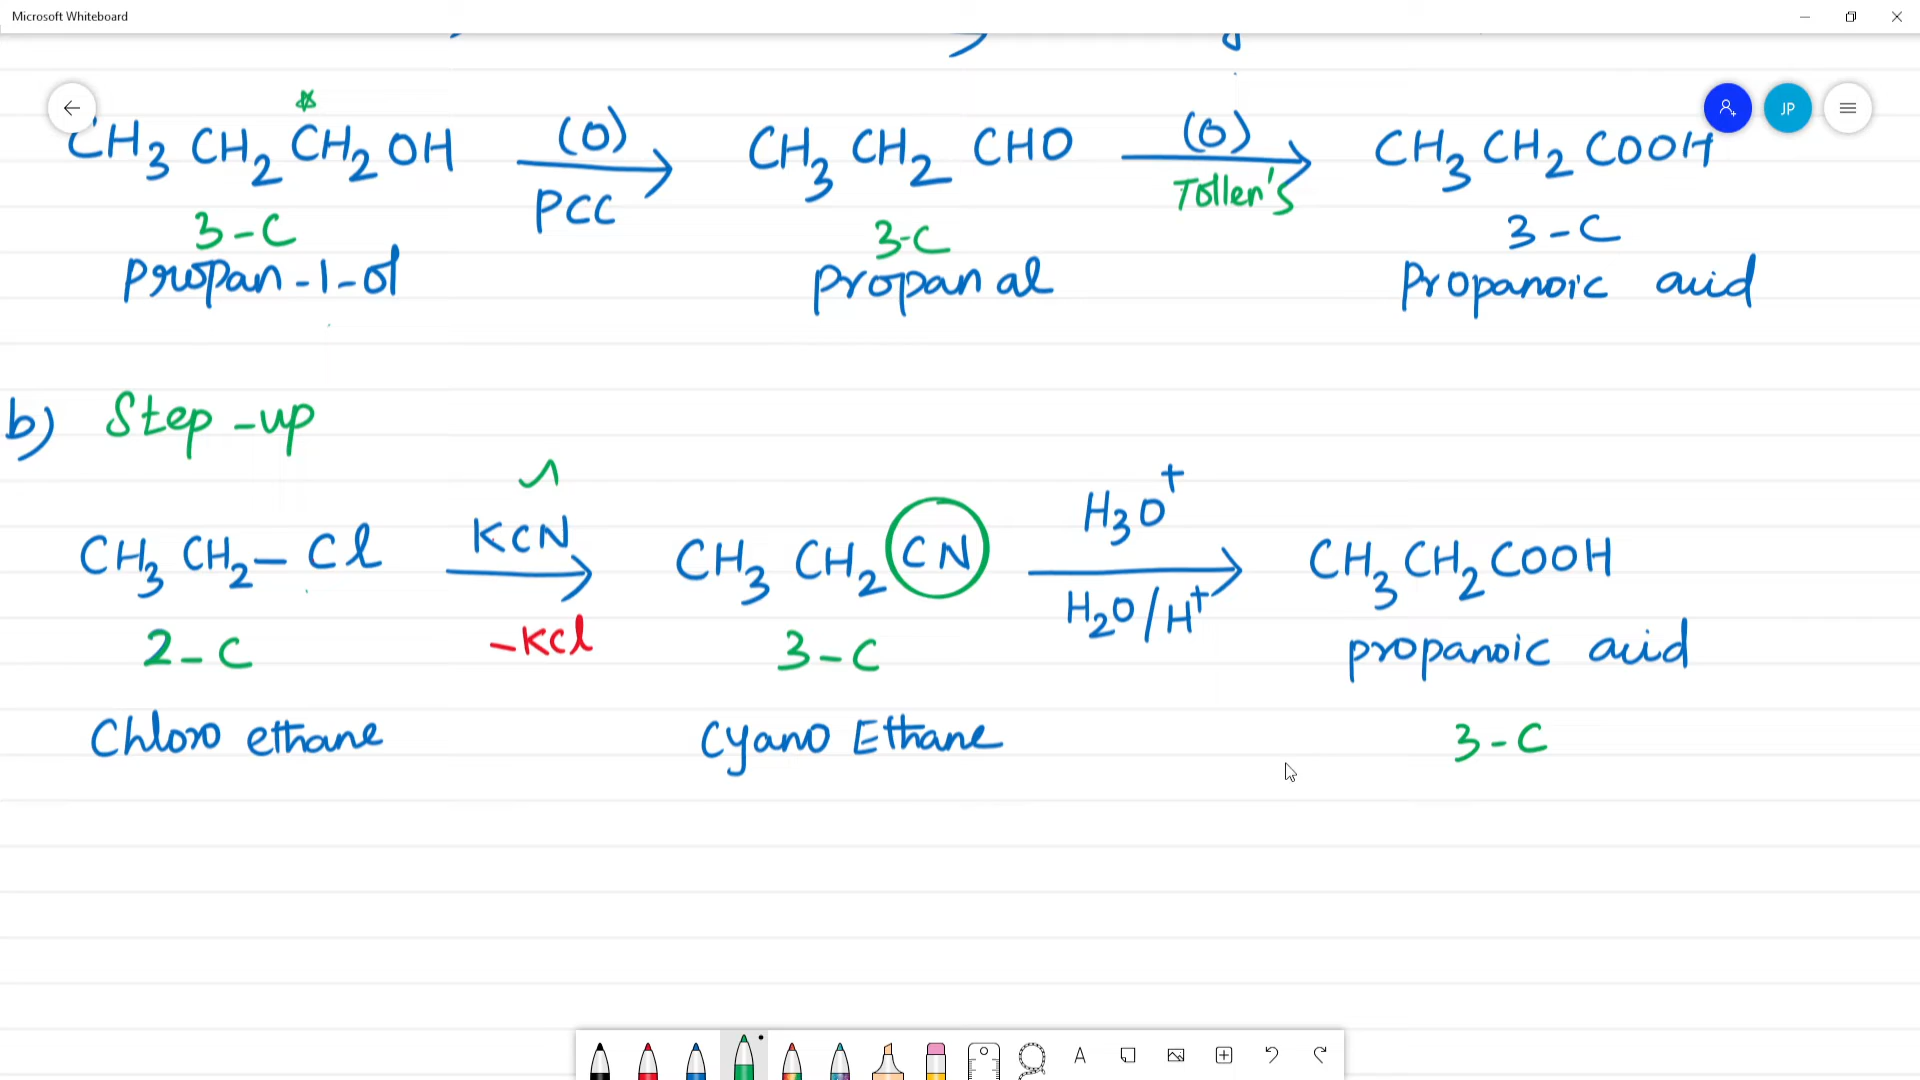 Microsoft Whiteboard
JP
CH3 CH2 CH2 OH (O) PCC CH3 CH2 CHO (O) Tollen's CH3 CH2 COOH
3-C 3-C 3-C
propan-1-ol propanal Propanoic acid
b) Step-up
CH3 CH2-Cl KCN -KCl CH3 CH2 CN H3O+ H2O/H+ CH3 CH2 COOH
2-C 3-C propanoic acid
Chloro ethane Cyano Ethane 3-C
A